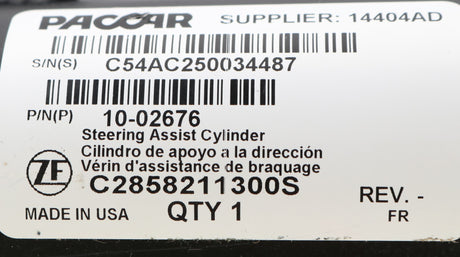 PACCAR SUPPLIER: 14404AD
S/N(S) C54AC250034487
P/N(P) 10-02676
Steering Assist Cylinder
Cilindro de apoyo a la dirección
Vérin d'assistance de braquage
ZF C2858211300S REV. -
MADE IN USA QTY 1 FR